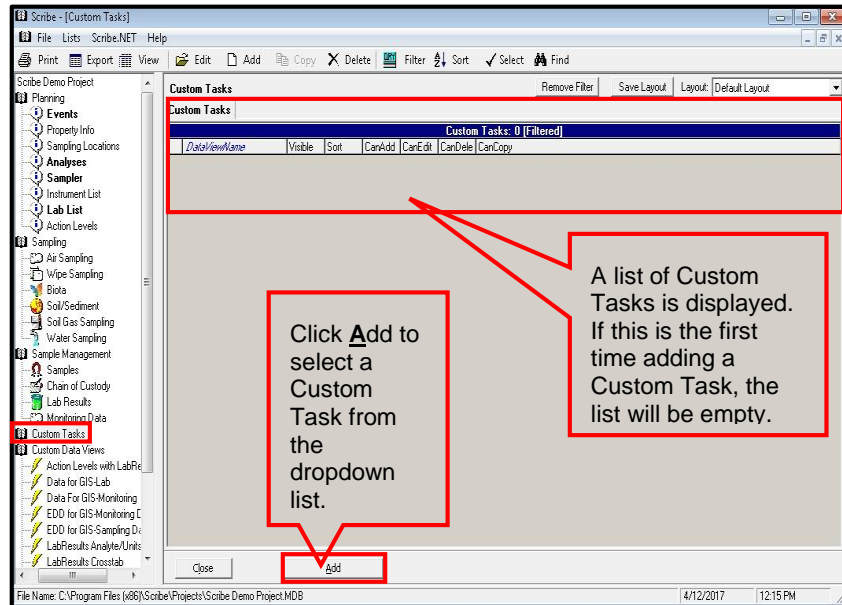 Scribe - [Custom Tasks]
File Lists Scribe.NET Help
Print Export View Edit Add Copy Delete Filter Sort Select Find
Scribe Demo Project
Planning
Events
Property Info
Sampling Locations
Analyses
Sampler
Instrument List
Lab List
Action Levels
Sampling
Air Sampling
Wipe Sampling
Biota
Soil/Sediment
Soil Gas Sampling
Water Sampling
Sample Management
Samples
Chain of Custody
Lab Results
Monitoring Data
Custom Tasks
Custom Data Views
Action Levels with LabRe
Data for GIS-Lab
Data For GIS-Monitoring
EDD for GIS-Monitoring D
EDD for GIS-Sampling Da
LabResults Analyte/Units
LabResults Crosstab
Custom Tasks Remove Filter Save Layout Layout: Default Layout
Custom Tasks
Custom Tasks: 0 [Filtered]
DataViewName Visible Sort CanAdd CanEdit CanDele CanCopy
A list of Custom
Tasks is displayed.
If this is the first
time adding a
Custom Task, the
list will be empty.
Click Add to
select a
Custom
Task from
the
dropdown
list.
Close Add
File Name: C:\Program Files (x86)\Scribe\Projects\Scribe Demo Project.MDB 4/12/2017 12:15 PM